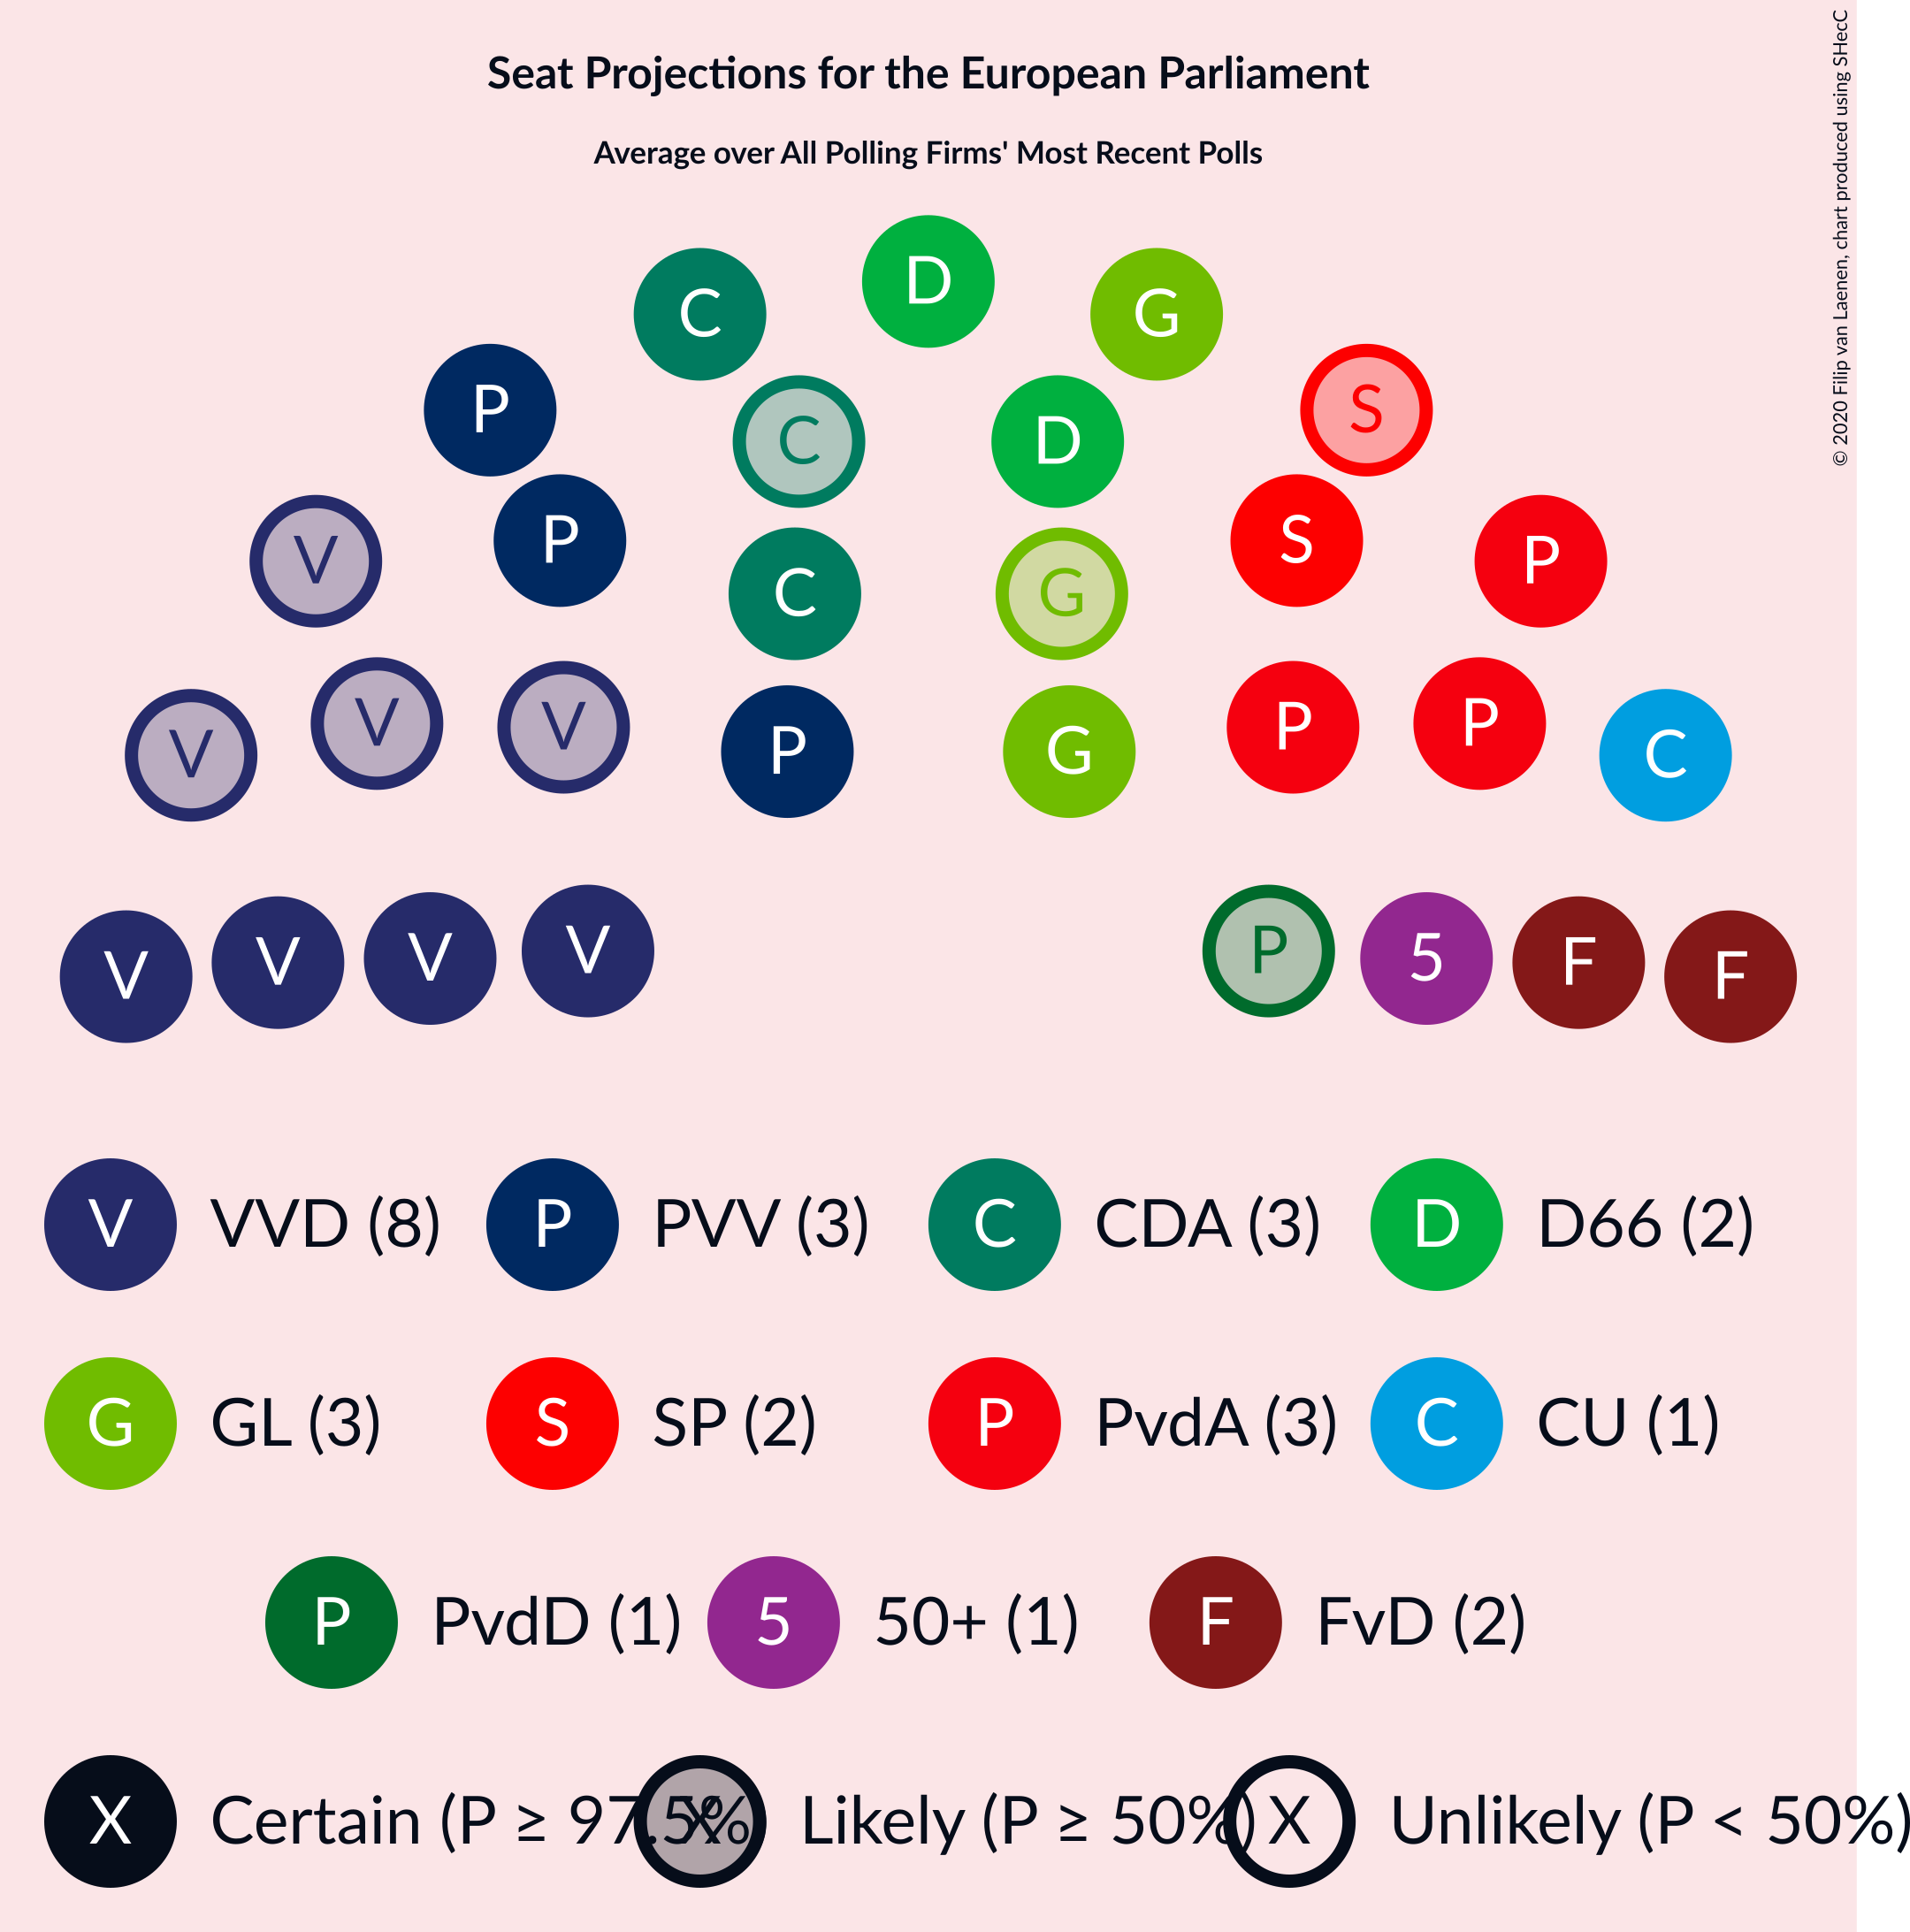 Seat Projections for the European Parliament
Average over All Polling Firms' Most Recent Polls
© 2020 Filip van Laenen, chart produced using SHecC
D
C G
P S
C D
P S
V P
C G
V V P P
V P G C
V V V V P 5 F F
V VVD (8) P PVV (3) C CDA (3) D D66 (2)
G GL (3) S SP (2) P PvdA (3) C CU (1)
P PvdD (1) 5 50+ (1) F FvD (2)
X Certain (P ≥ 97.5% X Likely (P ≥ 50%) X Unlikely (P < 50%)